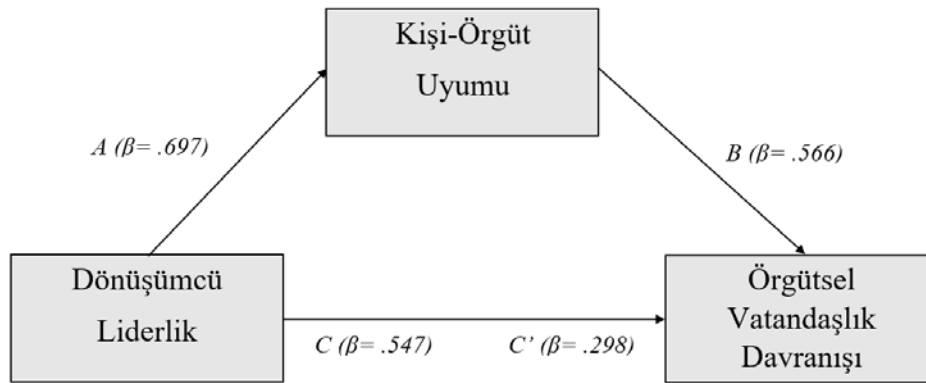 Kişi-Örgüt
Uyumu
A (β= .697)
B (β= .566)
Dönüşümcü
Liderlik
Örgütsel
Vatandaşlık
Davranışı
C (β= .547)
C’ (β= .298)